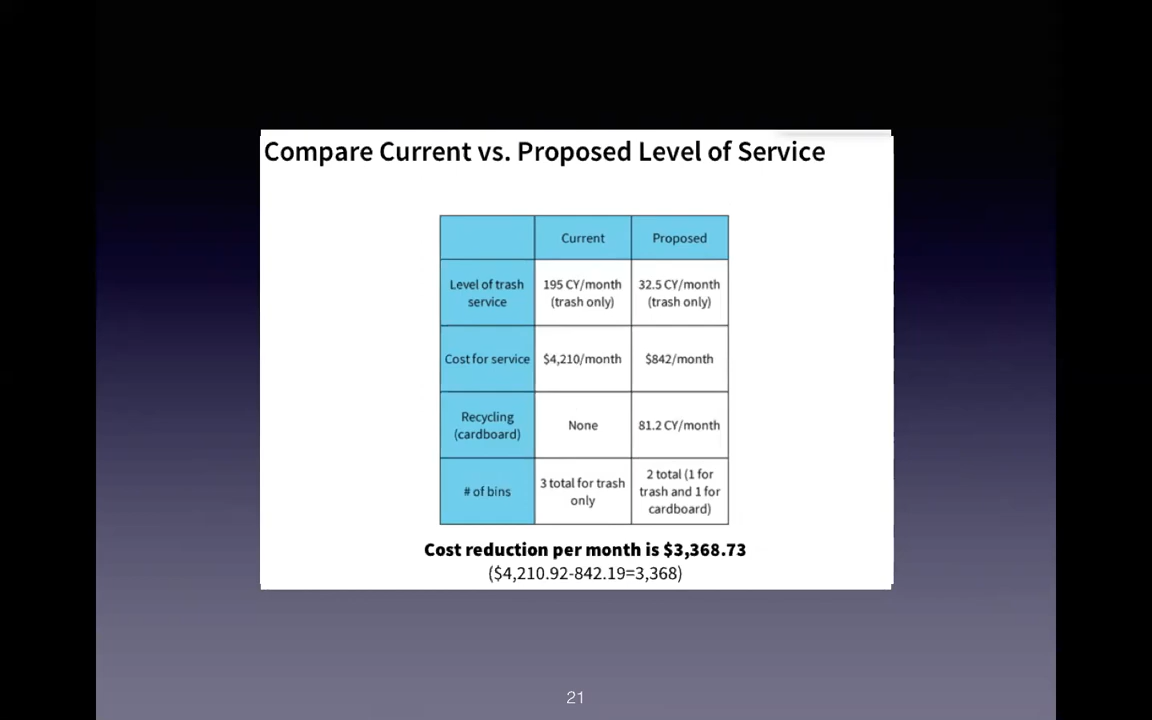 Compare Current vs. Proposed Level of Service
Current
Proposed
Level of trash
service
195 CY/month
(trash only)
32.5 CY/month
(trash only)
Cost for service
$4,210/month
$842/month
Recycling
(cardboard)
None
81.2 CY/month
# of bins
3 total for trash
only
2 total (1 for
trash and 1 for
cardboard)
Cost reduction per month is $3,368.73
($4,210.92-842.19=3,368)
21